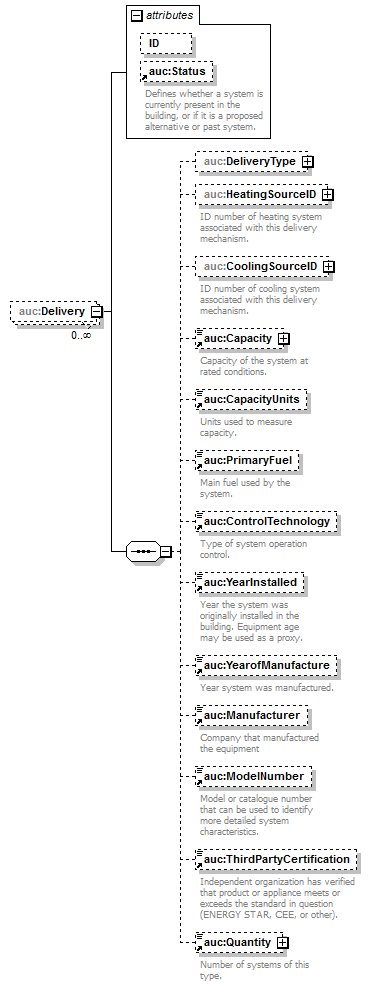 attributes
ID
auc:Status
Defines whether a system is
currently present in the
building, or if it is a proposed
alternative or past system.
auc:DeliveryType
auc:HeatingSourceID
ID number of heating system
associated with this delivery
mechanism.
auc:CoolingSourceID
ID number of cooling system
associated with this delivery
mechanism.
auc:Delivery
0..∞
auc:Capacity
Capacity of the system at
rated conditions.
auc:CapacityUnits
Units used to measure
capacity.
auc:PrimaryFuel
Main fuel used by the
system.
auc:ControlTechnology
Type of system operation
control.
auc:YearInstalled
Year the system was
originally installed in the
building. Equipment age
may be used as a proxy.
auc:YearofManufacture
Year system was manufactured.
auc:Manufacturer
Company that manufactured
the equipment
auc:ModelNumber
Model or catalogue number
that can be used to identify
more detailed system
characteristics.
auc:ThirdPartyCertification
Independent organization has verified
that product or appliance meets or
exceeds the standard in question
(ENERGY STAR, CEE, or other).
auc:Quantity
Number of systems of this
type.